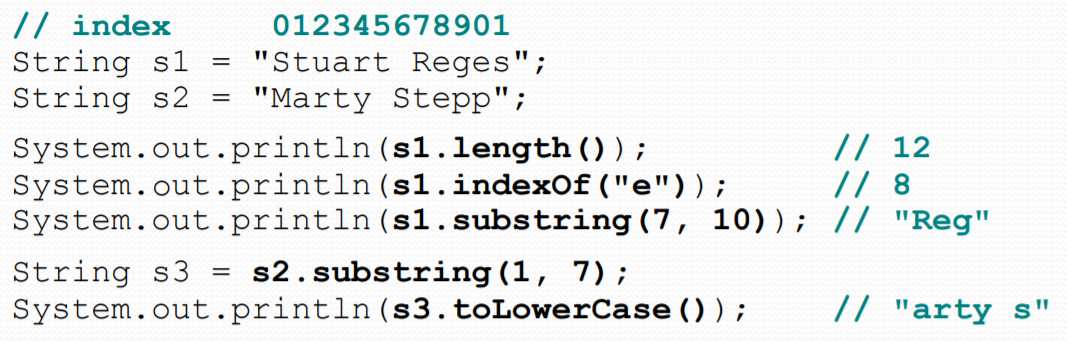 // index     012345678901
String s1 = "Stuart Reges";
String s2 = "Marty Stepp";
System.out.println(s1.length());         // 12
System.out.println(s1.indexOf("e"));     // 8
System.out.println(s1.substring(7, 10)); // "Reg"
String s3 = s2.substring(1, 7);
System.out.println(s3.toLowerCase());    // "arty s"